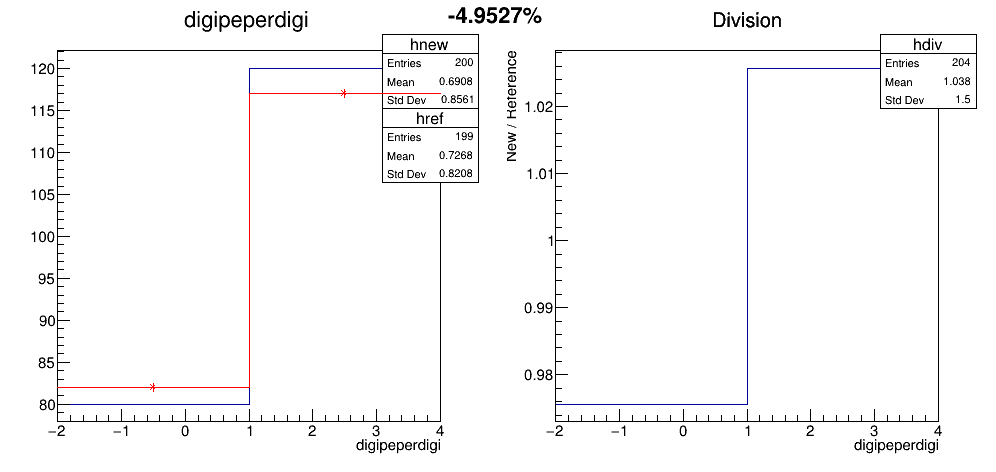 digipeperdigi
-4.9527%
Division
hnew
Entries 200
Mean 0.6908
Std Dev 0.8561
href
Entries 199
Mean 0.7268
Std Dev 0.8208
120
115
110
105
100
95
90
85
80
−2 −1 0 1 2 3 4
digipeperdigi
New / Reference
hdiv
Entries 204
Mean 1.038
Std Dev 1.5
1.02
1.01
1
0.99
0.98
−2 −1 0 1 2 3 4
digipeperdigi